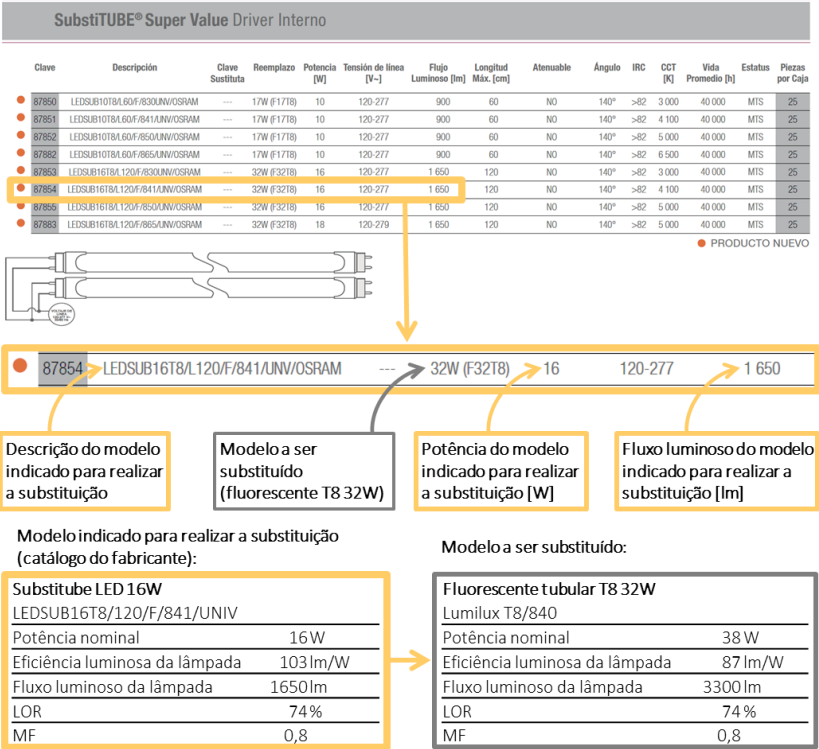 SubstiTUBE® Super Value Driver Interno
Clave Descripción Clave Sustituta Reemplazo Potencia [W] Tensión de línea [V~] Flujo Luminoso [lm] Longitud Máx. [cm] Atenuable Ángulo IRC CCT [K] Vida Promedio [h] Estatus Piezas por Caja
87850 LEDSUB10T8/L60/F/830UNV/OSRAM --- 17W (F17T8) 10 120-277 900 60 NO 140° >82 3 000 40 000 MTS 25
87851 LEDSUB10T8/L60/F/841/UNV/OSRAM --- 17W (F17T8) 10 120-277 900 60 NO 140° >82 4 100 40 000 MTS 25
87852 LEDSUB10T8/L60/F/850/UNV/OSRAM --- 17W (F17T8) 10 120-277 900 60 NO 140° >82 5 000 40 000 MTS 25
87882 LEDSUB10T8/L60/F/865/UNV/OSRAM --- 17W (F17T8) 10 120-277 900 60 NO 140° >82 6 500 40 000 MTS 25
87853 LEDSUB16T8/L120/F/830UNV/OSRAM --- 32W (F32T8) 16 120-277 1 650 120 NO 140° >82 3 000 40 000 MTS 25
87854 LEDSUB16T8/L120/F/841/UNV/OSRAM --- 32W (F32T8) 16 120-277 1 650 120 NO 140° >82 4 100 40 000 MTS 25
87855 LEDSUB16T8/L120/F/850/UNV/OSRAM --- 32W (F32T8) 16 120-277 1 650 120 NO 140° >82 5 000 40 000 MTS 25
87883 LEDSUB16T8/L120/F/865/UNV/OSRAM --- 32W (F32T8) 18 120-279 1 650 120 NO 140° >82 5 000 40 000 MTS 25
PRODUCTO NUEVO
87854 LEDSUB16T8/L120/F/841/UNV/OSRAM --- 32W (F32T8) 16 120-277 1 650
Descrição do modelo
indicado para realizar
a substituição
Modelo a ser
substituído
(fluorescente T8 32W)
Potência do modelo
indicado para realizar
a substituição [W]
Fluxo luminoso do modelo
indicado para realizar a
substituição [lm]
Modelo indicado para realizar a substituição
(catálogo do fabricante):
Substitube LED 16W
LEDSUB16T8/120/F/841/UNIV
Potência nominal 16 W
Eficiência luminosa da lâmpada 103 lm/W
Fluxo luminoso da lâmpada 1650 lm
LOR 74%
MF 0,8
Modelo a ser substituído:
Fluorescente tubular T8 32W
Lumilux T8/840
Potência nominal 38 W
Eficiência luminosa da lâmpada 87 lm/W
Fluxo luminoso da lâmpada 3300 lm
LOR 74%
MF 0,8